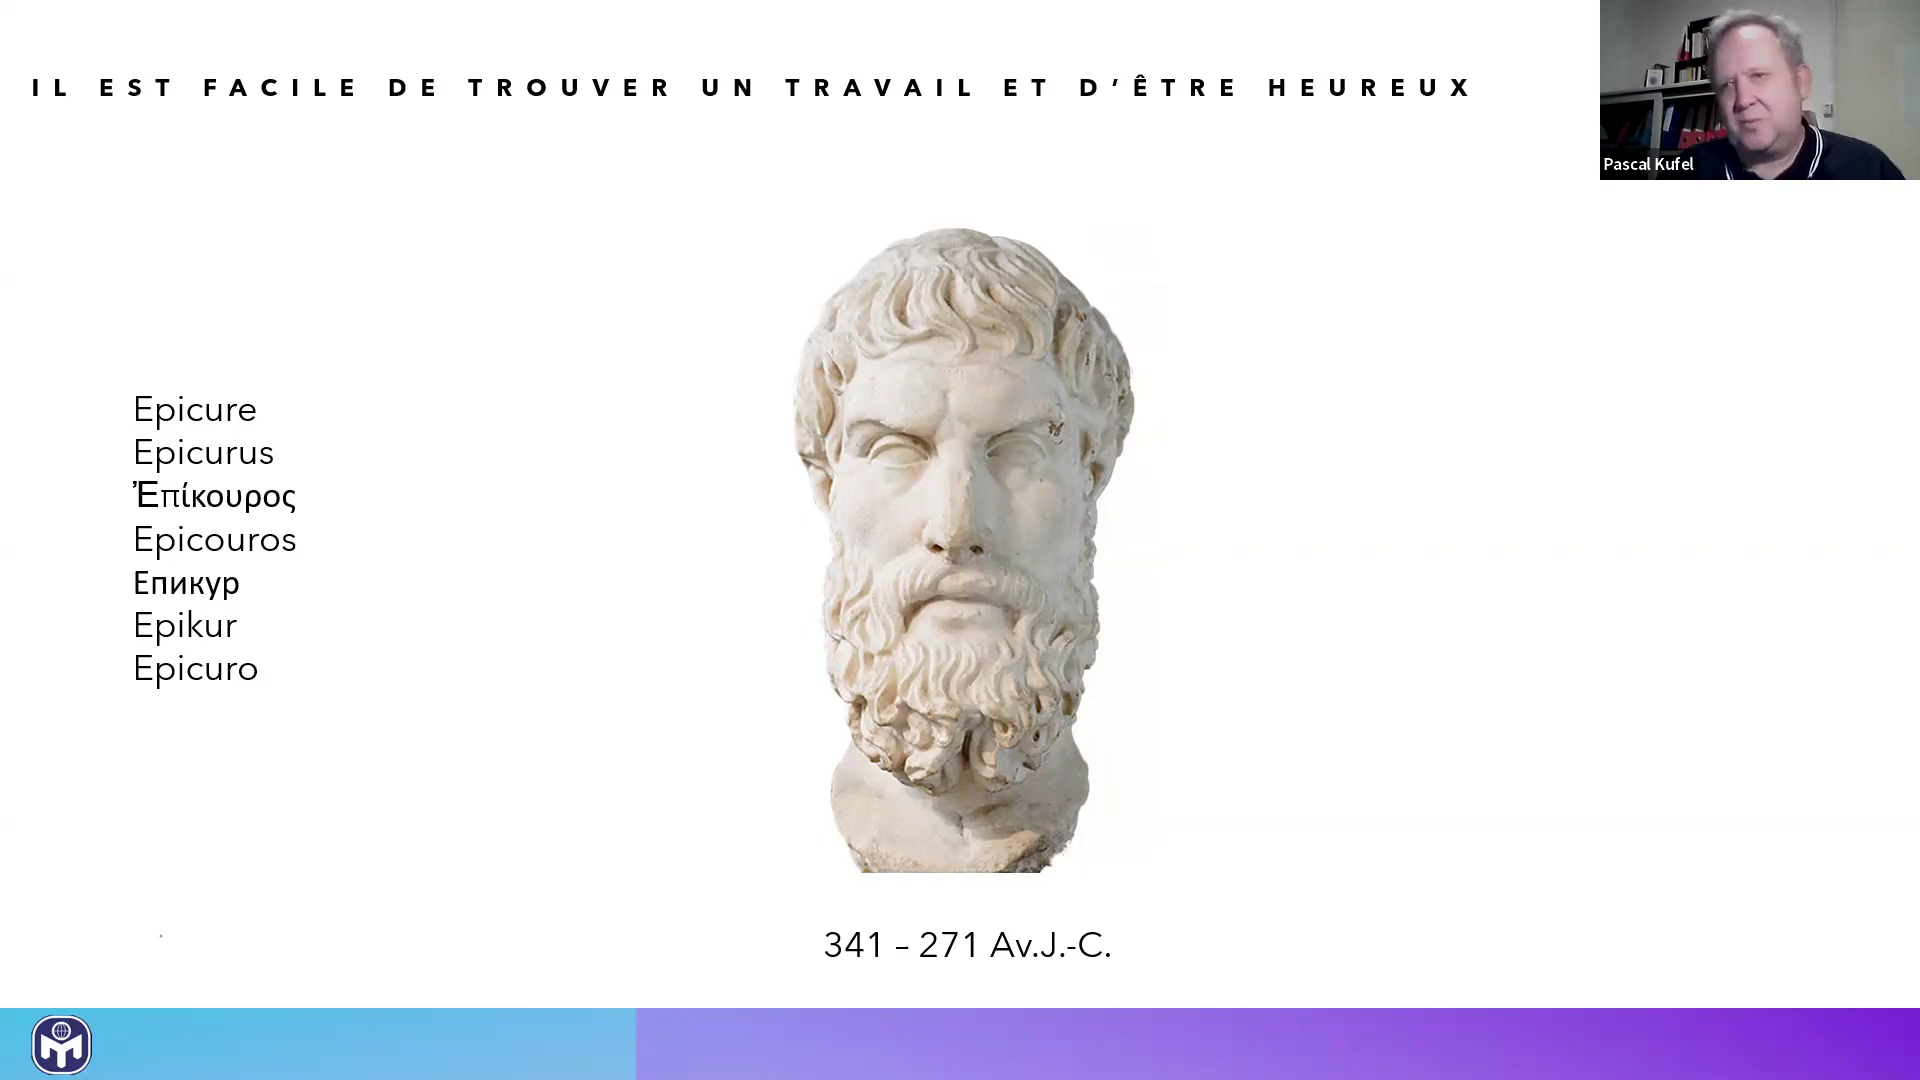 IL EST FACILE DE TROUVER UN TRAVAIL ET D’ÊTRE HEUREUX
Pascal Kufel
Epicure
Epicurus
Ἐπίκουρος
Epicouros
Епикур
Epikur
Epicuro
341 – 271 Av.J.-C.